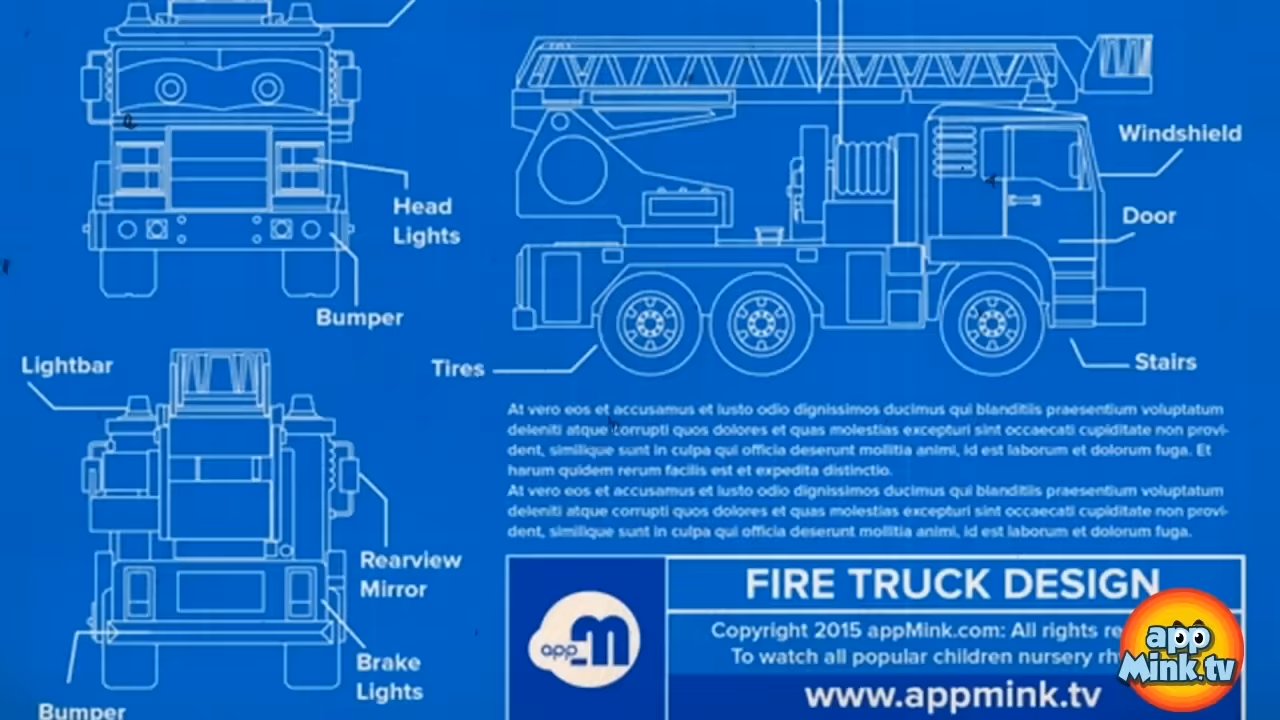 Head
Lights
Bumper
Windshield
Door
Tires
Stairs
Lightbar
Rearview
Mirror
Brake
Lights
Bumper
At vero eos et accusamus et iusto odio dignissimos ducimus qui blanditiis praesentium voluptatum
deleniti atque corrupti quos dolores et quas molestias excepturi sint occaecati cupiditate non provi-
dent, similique sunt in culpa qui officia deserunt mollitia animi, id est laborum et dolorum fuga. Et
harum quidem rerum facilis est et expedita distinctio.
At vero eos et accusamus et iusto odio dignissimos ducimus qui blanditiis praesentium voluptatum
deleniti atque corrupti quos dolores et quas molestias excepturi sint occaecati cupiditate non provi-
dent, similique sunt in culpa qui officia deserunt mollitia animi, id est laborum et dolorum fuga.
app m
FIRE TRUCK DESIGN
Copyright 2015 appMink.com: All rights
To watch all popular children nursery
www.appmink.tv
app
Mink.tv